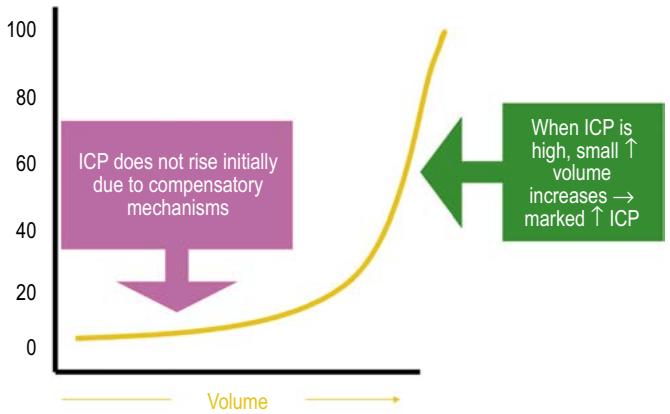 100
80
60
40
20
0
ICP does not rise initially
due to compensatory
mechanisms
When ICP is
high, small ↑
volume
increases →
marked ↑ ICP
Volume